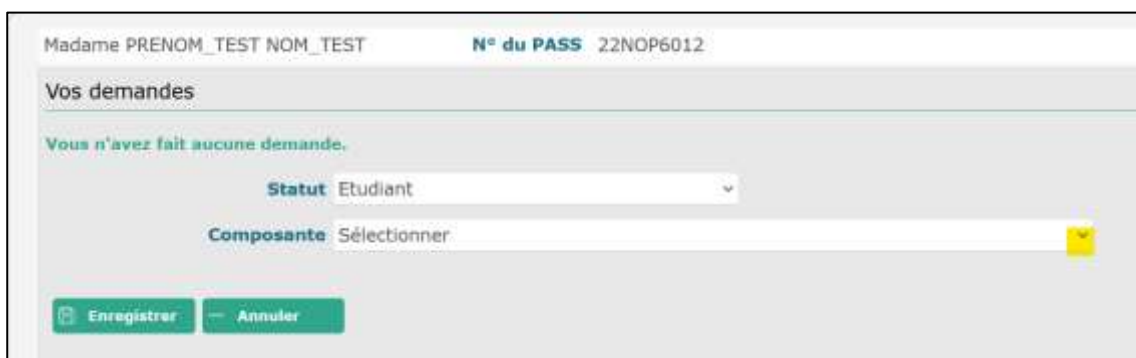 Madame PRENOM_TEST NOM_TEST N° du PASS 22NOP6012
Vos demandes
Vous n'avez fait aucune demande.
Statut Etudiant
Composante Sélectionner
Enregistrer Annuler